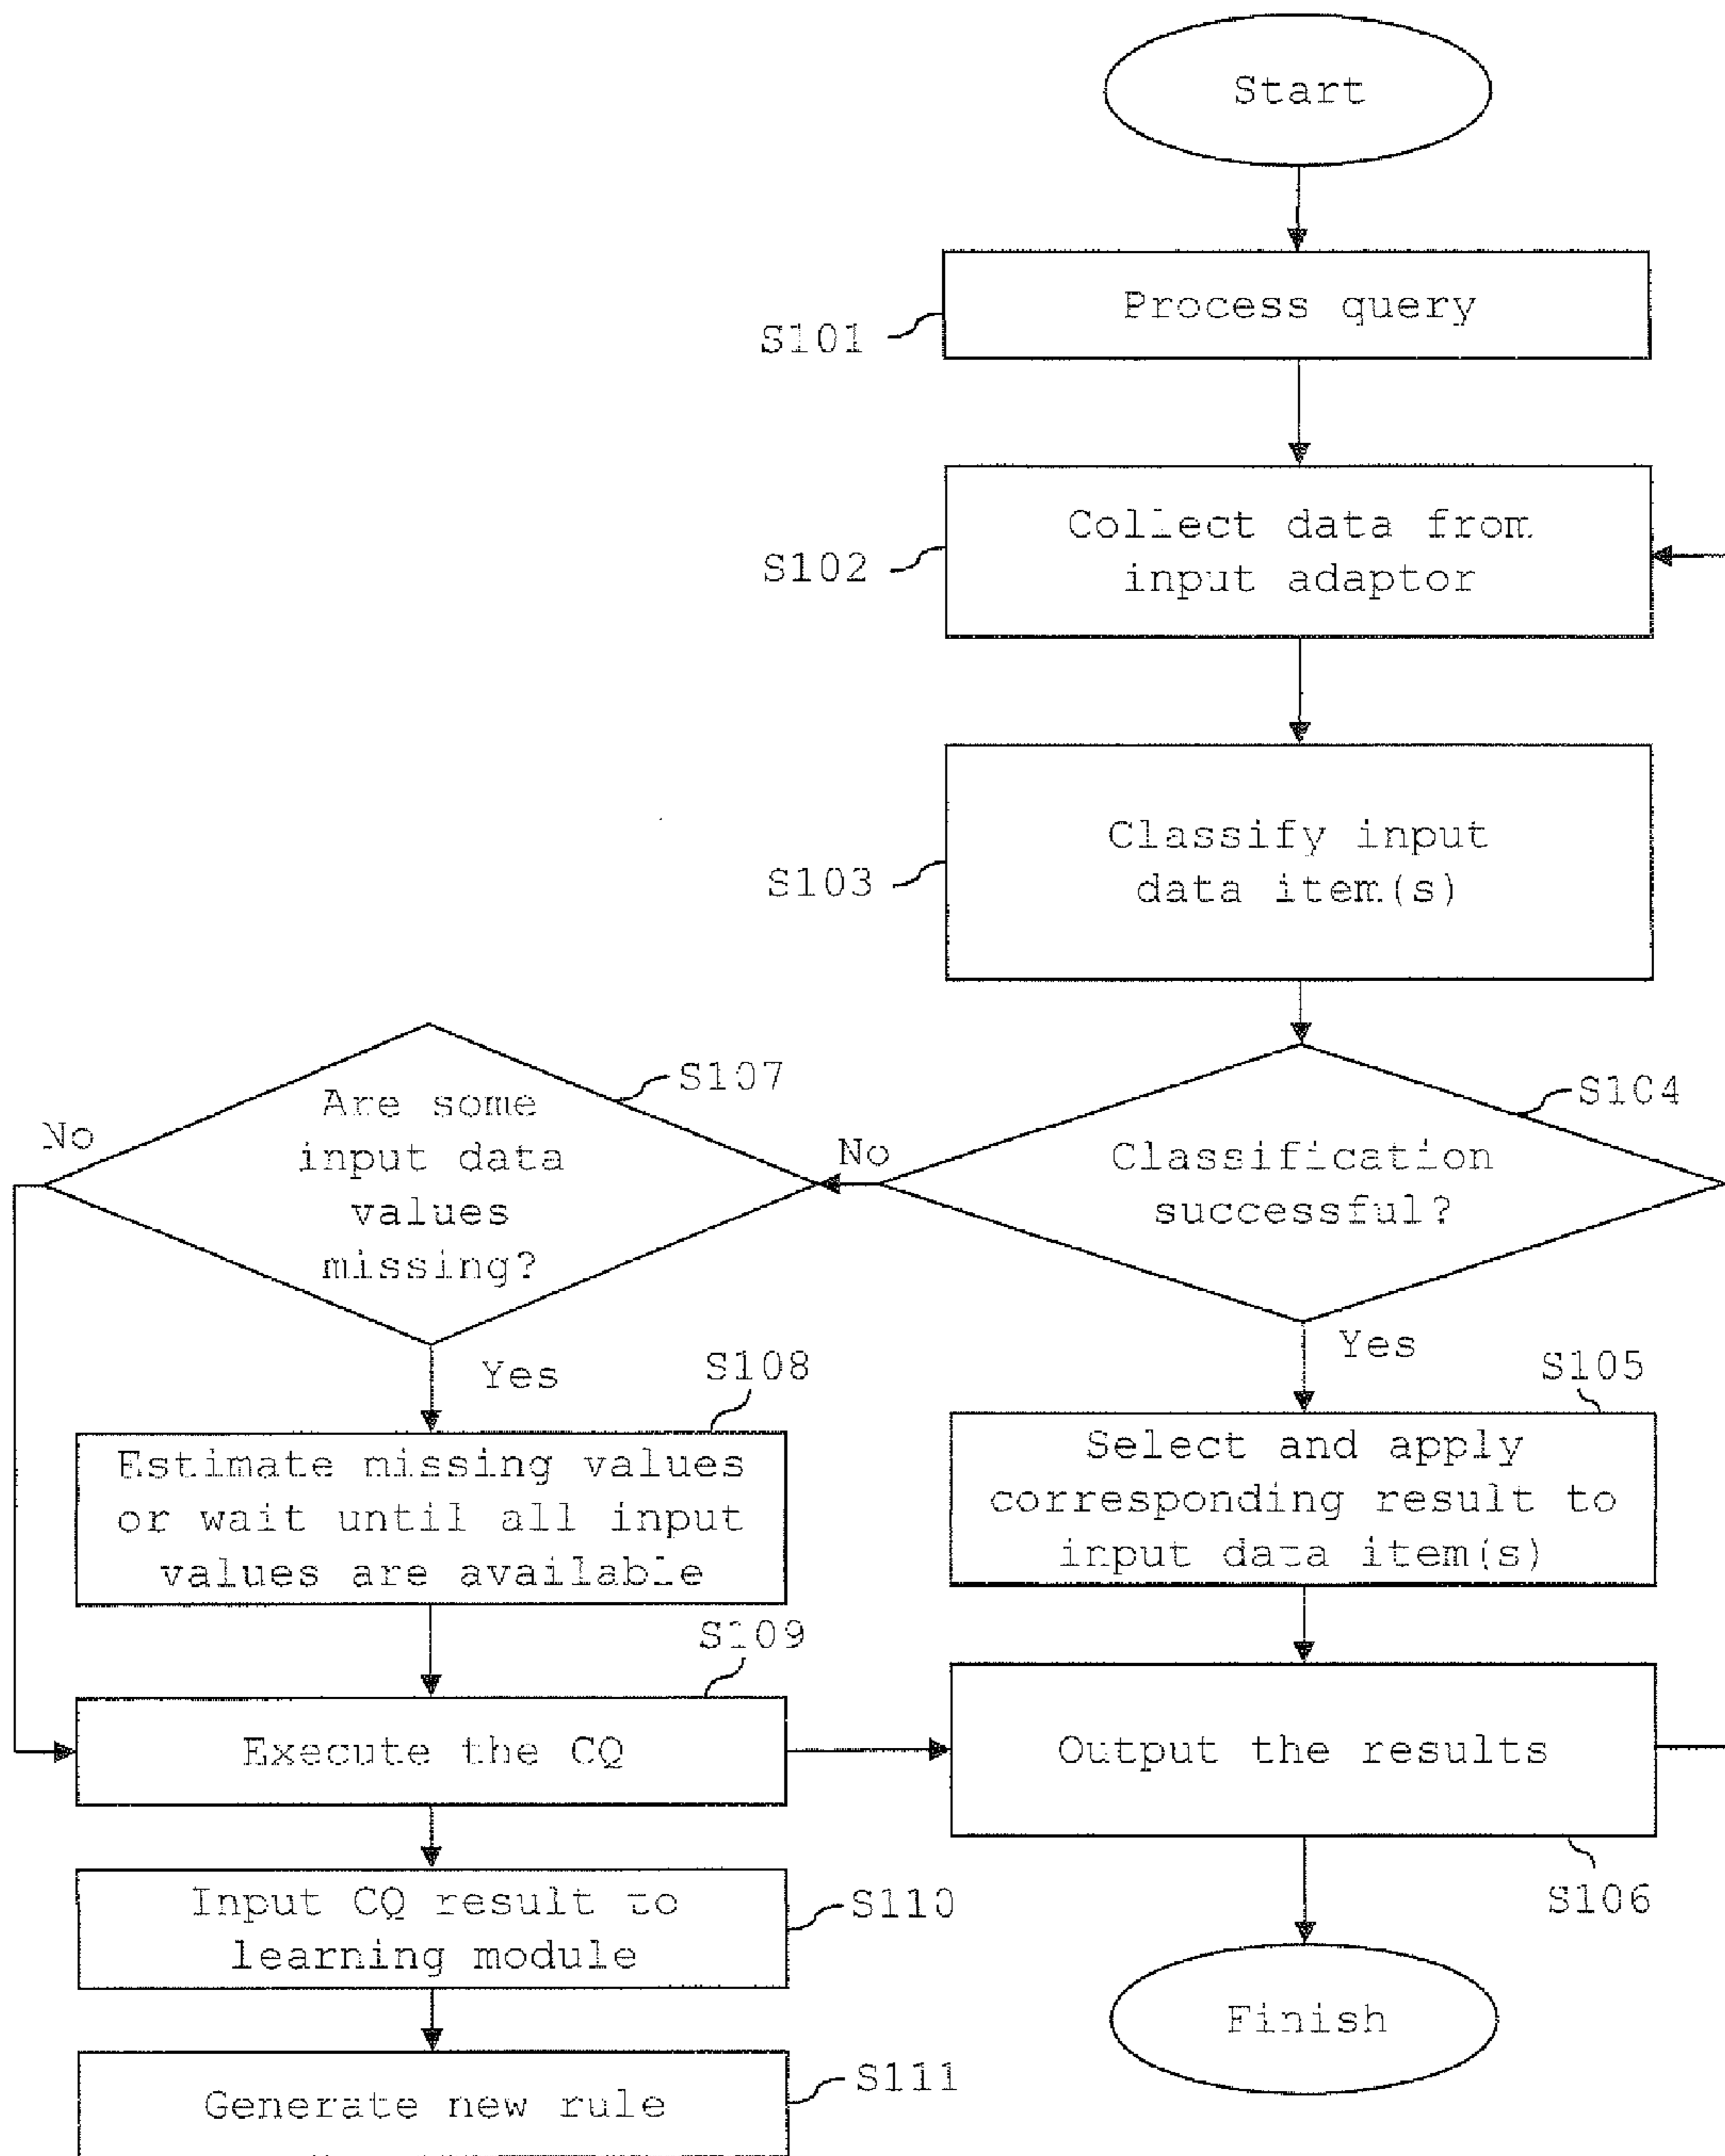 Start
Process query
S101
Collect data from
input adaptor
S102
Classify input
data item(s)
S103
S104
Classification
successful?
No
Yes
S107
Are some
input data
values
missing?
No
Yes
S108
Estimate missing values
or wait until all input
values are available
S105
Select and apply
corresponding result to
input data item(s)
S109
Execute the CQ
Output the results
S106
Input CQ result to
learning module
S110
Finish
Generate new rule
S111